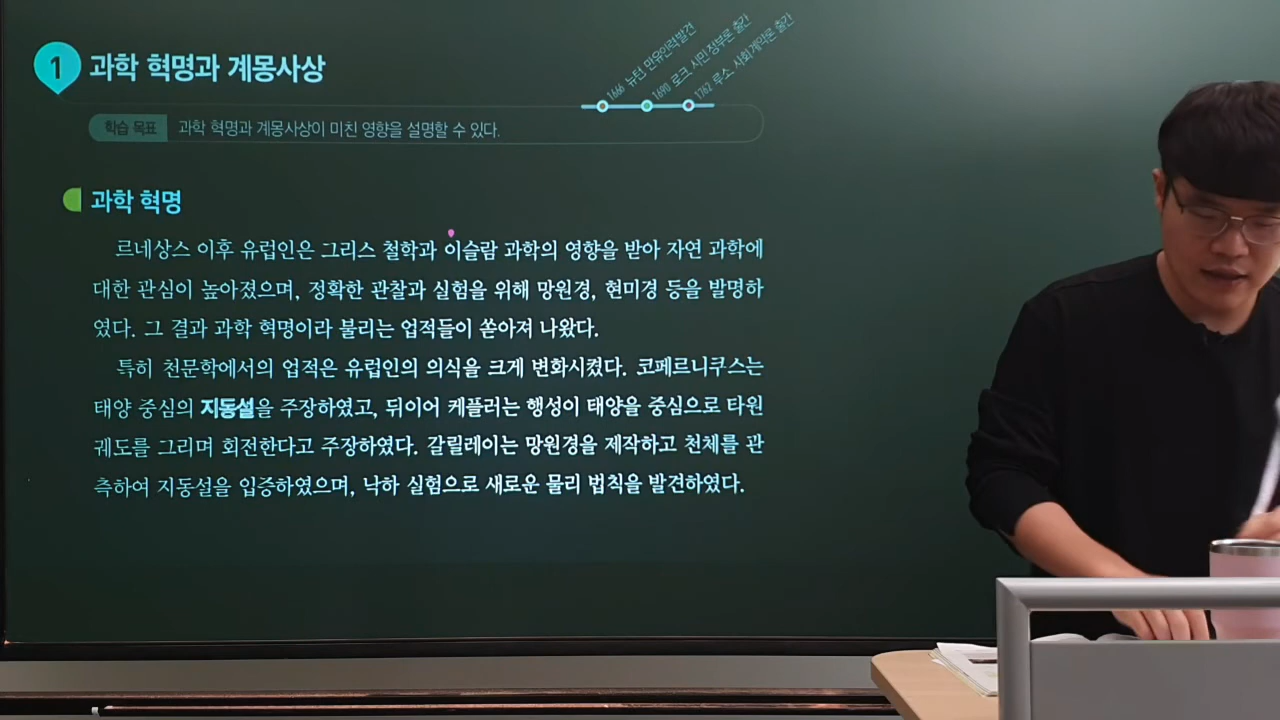 1 과학 혁명과 계몽사상
1666 뉴턴, 만유인력 발견
1690 로크, 시민 정부론 출간
1762 루소, 사회 계약론 출간
학습 목표 과학 혁명과 계몽사상이 미친 영향을 설명할 수 있다.
과학 혁명
르네상스 이후 유럽인은 그리스 철학과 이슬람 과학의 영향을 받아 자연 과학에
대한 관심이 높아졌으며, 정확한 관찰과 실험을 위해 망원경, 현미경 등을 발명하
였다. 그 결과 과학 혁명이라 불리는 업적들이 쏟아져 나왔다.
특히 천문학에서의 업적은 유럽인의 의식을 크게 변화시켰다. 코페르니쿠스는
태양 중심의 지동설을 주장하였고, 뒤이어 케플러는 행성이 태양을 중심으로 타원
궤도를 그리며 회전한다고 주장하였다. 갈릴레이는 망원경을 제작하고 천체를 관
측하여 지동설을 입증하였으며, 낙하 실험으로 새로운 물리 법칙을 발견하였다.